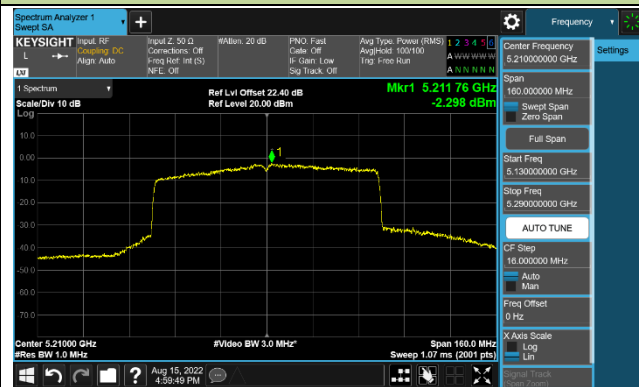 Spectrum Analyzer 1
Swept SA
Frequency
KEYSIGHT
Input: RF
Coupling: DC
Align: Auto
Input Z: 50 Ω
Corrections: Off
Freq Ref: Int (S)
NFE: Off
#Atten: 20 dB
PNO: Fast
Gate: Off
IF Gain: Low
Sig Track: Off
Avg Type: Power (RMS)
Avg|Hold: 100/100
Trig: Free Run
1 2 3 4 5 6
A W W W W W
A N N N N N
L
LXI
Center Frequency
5.210000000 GHz
Settings
Span
160.000000 MHz
Swept Span
Zero Span
Full Span
Start Freq
5.130000000 GHz
Stop Freq
5.290000000 GHz
AUTO TUNE
CF Step
16.000000 MHz
Auto
Man
Freq Offset
0 Hz
X Axis Scale
Log
Lin
Signal Track
(Span Zoom)
1 Spectrum
Scale/Div 10 dB
Ref Lvl Offset 22.40 dB
Ref Level 20.00 dBm
Mkr1 5.211 76 GHz
-2.298 dBm
Log
10.0
0.00
10.0
20.0
30.0
40.0
50.0
60.0
70.0
1
Center 5.21000 GHz
#Res BW 1.0 MHz
#Video BW 3.0 MHz*
Span 160.0 MHz
Sweep 1.07 ms (2001 pts)
?
Aug 15, 2022
4:59:49 PM